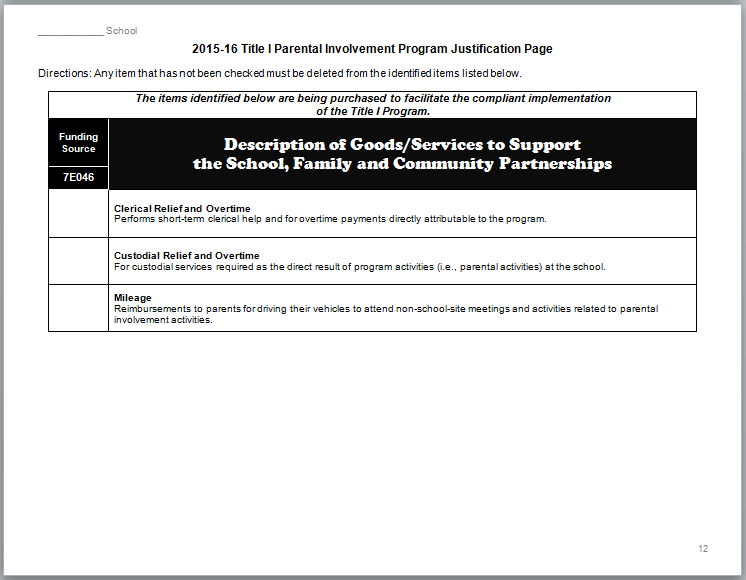 ____________ School
2015-16 Title I Parental Involvement Program Justification Page
Directions: Any item that has not been checked must be deleted from the identified items listed below.
The items identified below are being purchased to facilitate the compliant implementation
of the Title I Program.
Funding
Source
7E046
Description of Goods/Services to Support
the School, Family and Community Partnerships
Clerical Relief and Overtime
Performs short-term clerical help and for overtime payments directly attributable to the program.
Custodial Relief and Overtime
For custodial services required as the direct result of program activities (i.e., parental activities) at the school.
Mileage
Reimbursements to parents for driving their vehicles to attend non-school-site meetings and activities related to parental
involvement activities.
12